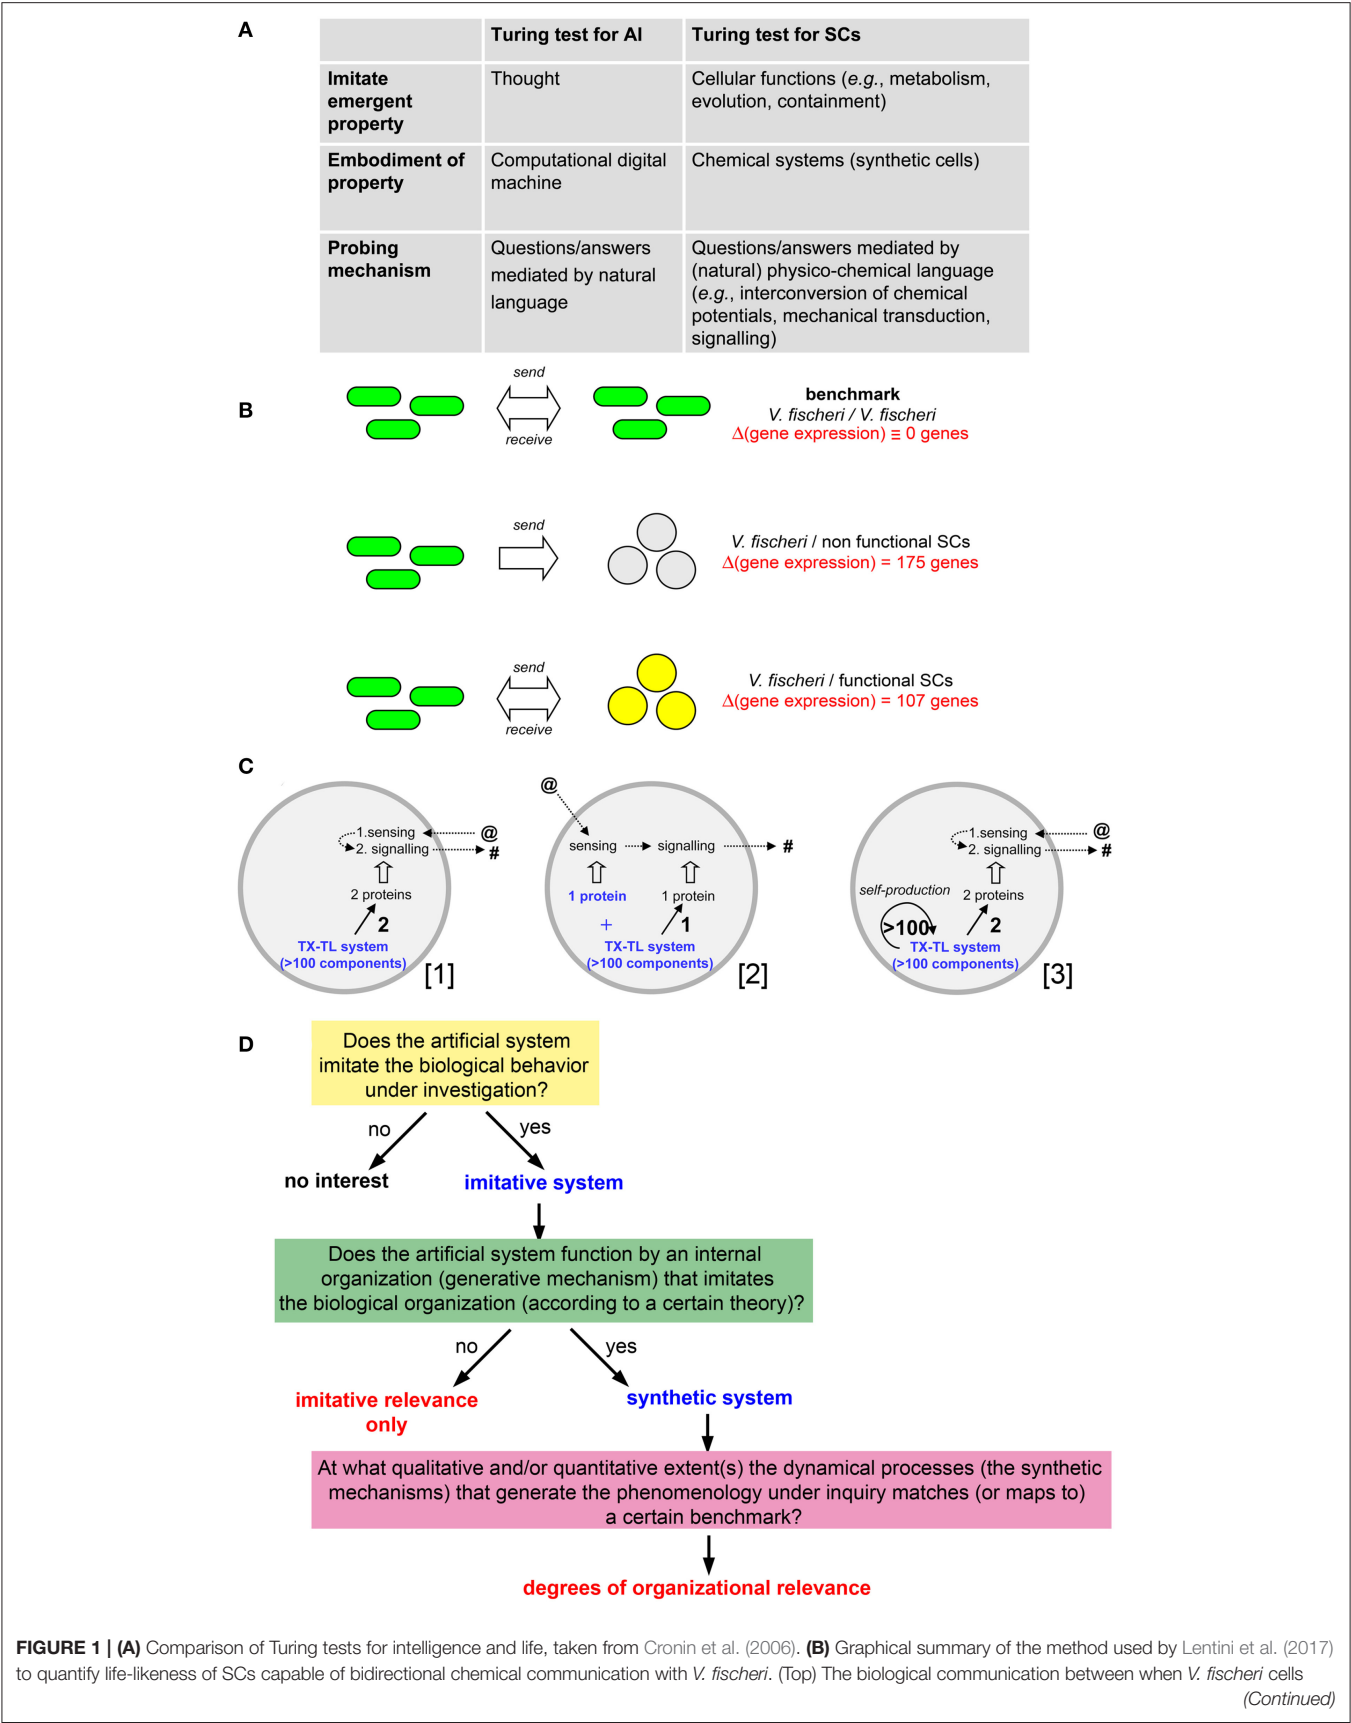 A
Turing test for AI
Turing test for SCs
Imitate
emergent
property
Thought
Cellular functions (e.g., metabolism,
evolution, containment)
Embodiment of
property
Computational digital
machine
Chemical systems (synthetic cells)
Probing
mechanism
Questions/answers
mediated by natural
language
Questions/answers mediated by
(natural) physico-chemical language
(e.g., interconversion of chemical
potentials, mechanical transduction,
signalling)
B
send
receive
benchmark
V. fischeri / V. fischeri
Δ(gene expression) ≡ 0 genes
send
V. fischeri / non functional SCs
Δ(gene expression) = 175 genes
send
receive
V. fischeri / functional SCs
Δ(gene expression) = 107 genes
C
1.sensing
@
2. signalling
#
2 proteins
2
TX-TL system
(>100 components)
[1]
@
sensing
signalling
#
1 protein
1 protein
+
1
TX-TL system
(>100 components)
[2]
1.sensing
@
2. signalling
#
self-production
2 proteins
>100
2
TX-TL system
(>100 components)
[3]
D
Does the artificial system
imitate the biological behavior
under investigation?
no
yes
no interest
imitative system
Does the artificial system function by an internal
organization (generative mechanism) that imitates
the biological organization (according to a certain theory)?
no
yes
imitative relevance
only
synthetic system
At what qualitative and/or quantitative extent(s) the dynamical processes (the synthetic
mechanisms) that generate the phenomenology under inquiry matches (or maps to)
a certain benchmark?
degrees of organizational relevance
FIGURE 1 | (A) Comparison of Turing tests for intelligence and life, taken from Cronin et al. (2006). (B) Graphical summary of the method used by Lentini et al. (2017)
to quantify life-likeness of SCs capable of bidirectional chemical communication with V. fischeri. (Top) The biological communication between when V. fischeri cells
(Continued)